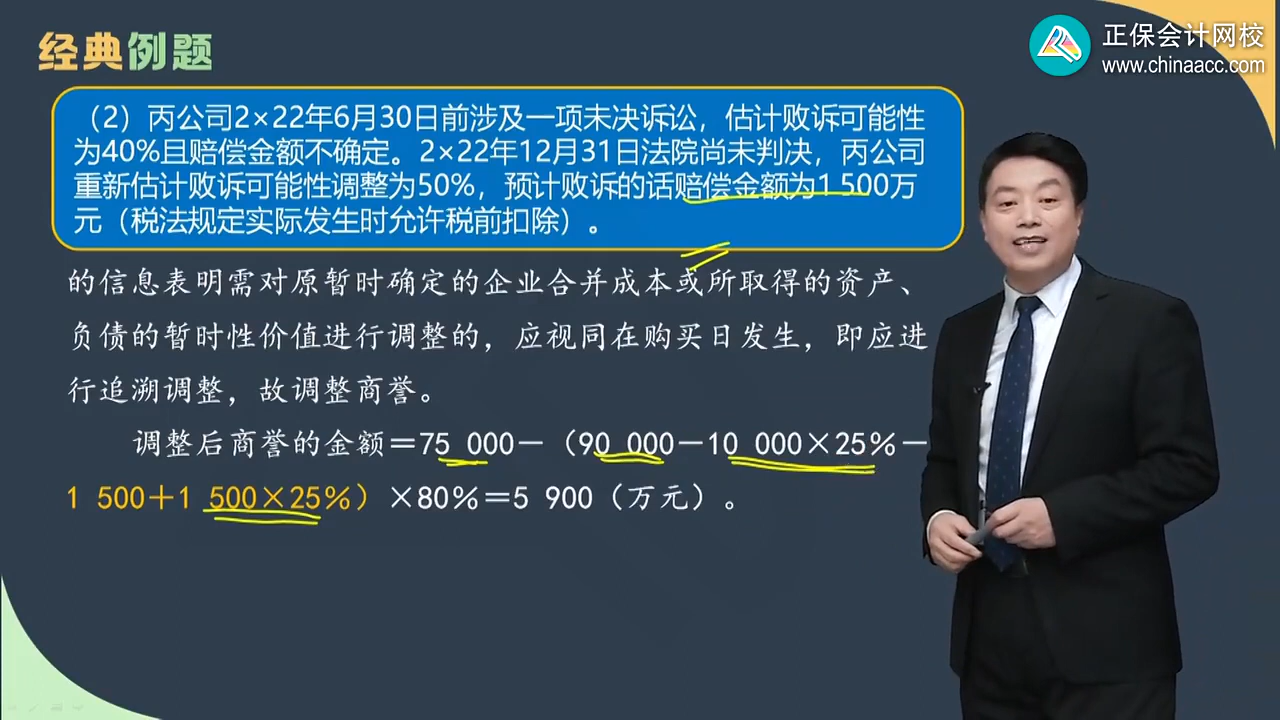 经典例题
正保会计网校
www.chinaacc.com
（2）丙公司2×22年6月30日前涉及一项未决诉讼，估计败诉可能性
为40%且赔偿金额不确定。2×22年12月31日法院尚未判决，丙公司
重新估计败诉可能性调整为50%，预计败诉的话赔偿金额为1 500万
元（税法规定实际发生时允许税前扣除）。
的信息表明需对原暂时确定的企业合并成本或所取得的资产、
负债的暂时性价值进行调整的，应视同在购买日发生，即应进
行追溯调整，故调整商誉。
调整后商誉的金额＝75 000－（90 000－10 000×25%－
1 500＋1 500×25%）×80%＝5 900（万元）。